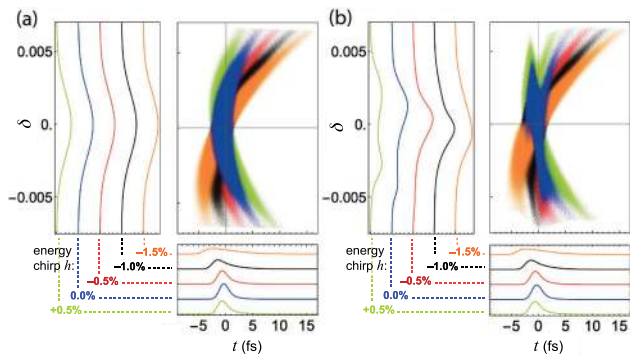 (a)
0.005
0.
−0.005
δ
energy
chirp h:
−1.5%
−1.0%
−0.5%
0.0%
+0.5%
−5 0 5 10 15
t (fs)
(b)
0.005
0.
−0.005
δ
energy
chirp h:
−1.5%
−1.0%
−0.5%
0.0%
+0.5%
−5 0 5 10 15
t (fs)